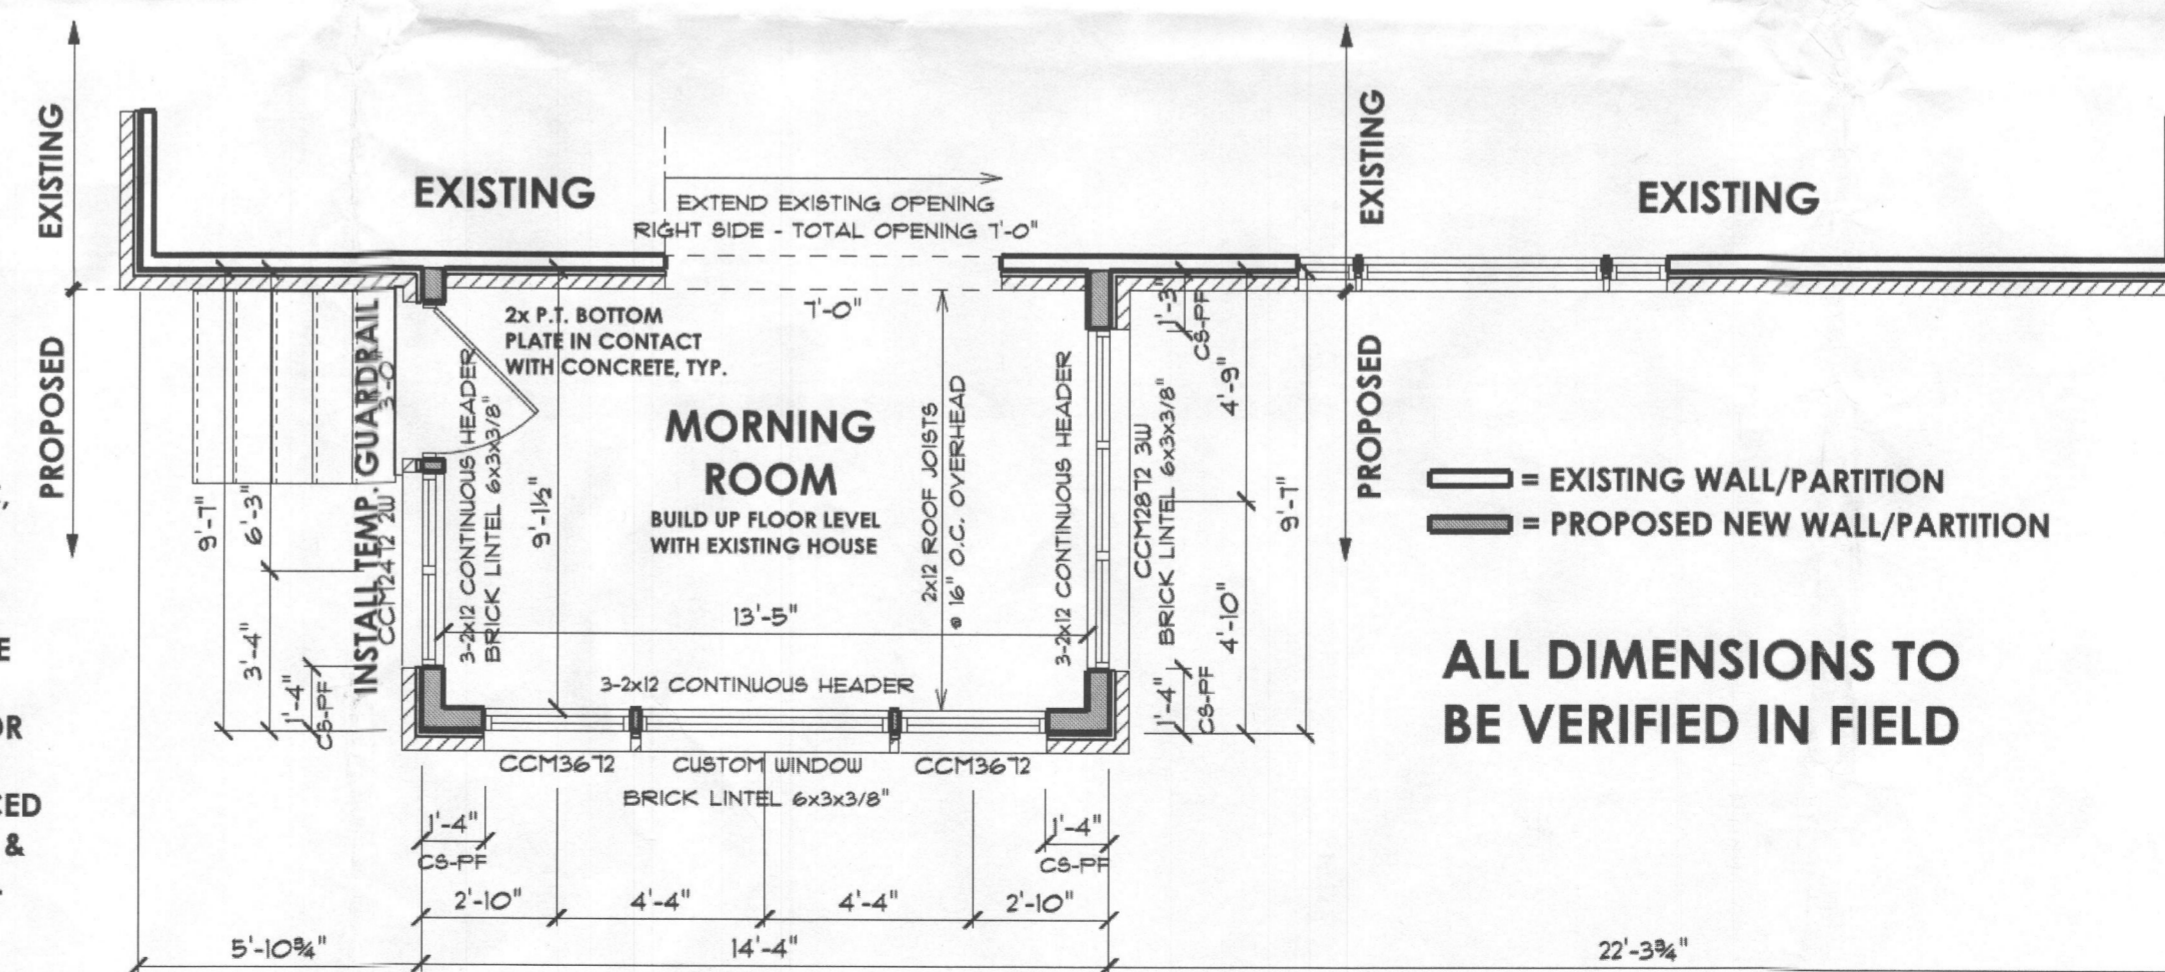 EXISTING
PROPOSED
EXISTING
EXTEND EXISTING OPENING
RIGHT SIDE - TOTAL OPENING 7'-0"
EXISTING
PROPOSED
EXISTING
2x P.T. BOTTOM
PLATE IN CONTACT
WITH CONCRETE, TYP.
7'-0"
MORNING
ROOM
BUILD UP FLOOR LEVEL
WITH EXISTING HOUSE
INSTALL TEMP. GUARDRAIL
3'-0"
CCM2472 2W
3-2x12 CONTINUOUS HEADER
BRICK LINTEL 6x3x3/8"
9'-1½"
9'-7"
6'-3"
3'-4"
1'-4"
CS-PF
2x12 ROOF JOISTS
@ 16" O.C. OVERHEAD
3-2x12 CONTINUOUS HEADER
CCM2872 3W
BRICK LINTEL 6x3x3/8"
1'-3"
CS-PF
4'-9"
4'-10"
9'-7"
1'-4"
CS-PF
13'-5"
3-2x12 CONTINUOUS HEADER
CCM3672 CUSTOM WINDOW CCM3672
BRICK LINTEL 6x3x3/8"
1'-4"
CS-PF
1'-4"
CS-PF
2'-10" 4'-4" 4'-4" 2'-10"
5'-10¾" 14'-4" 22'-3¾"
= EXISTING WALL/PARTITION
= PROPOSED NEW WALL/PARTITION
ALL DIMENSIONS TO
BE VERIFIED IN FIELD
&